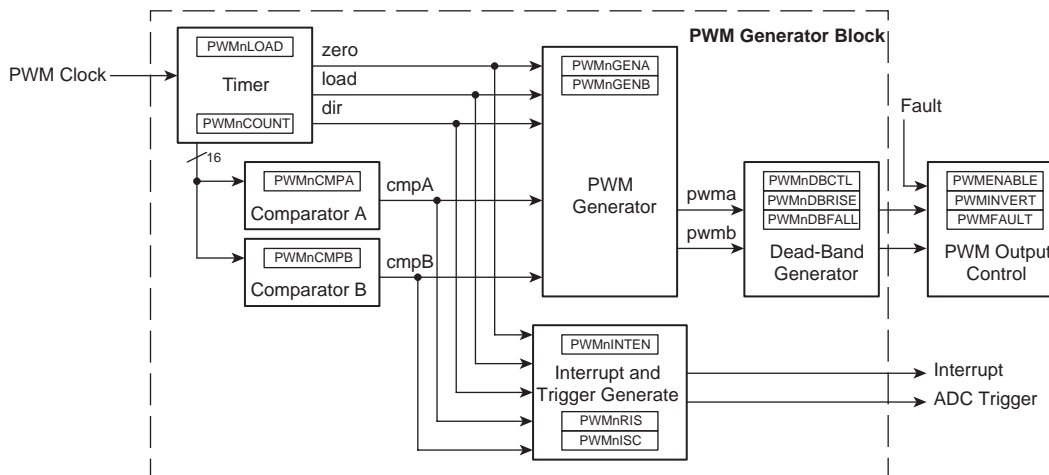 PWM Generator Block
PWM Clock
PWMnLOAD
Timer
PWMnCOUNT
zero
load
dir
16
PWMnCMPA
Comparator A
cmpA
PWMnCMPB
Comparator B
cmpB
PWMnGENA
PWMnGENB
PWM
Generator
pwma
pwmb
PWMnDBCTL
PWMnDBRISE
PWMnDBFALL
Dead-Band
Generator
Fault
PWMENABLE
PWMINVERT
PWMFAULT
PWM Output
Control
PWMnINTEN
Interrupt and
Trigger Generate
PWMnRIS
PWMnISC
Interrupt
ADC Trigger